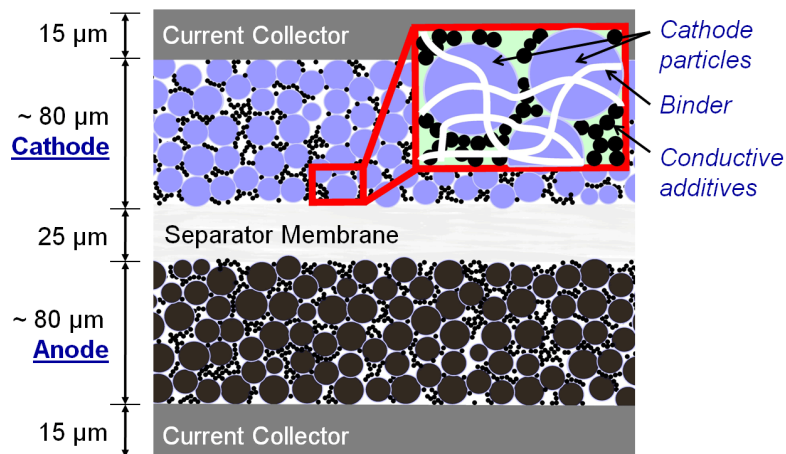 15 µm
Current Collector
Cathode
particles
~ 80 µm
Cathode
Binder
Conductive
additives
25 µm
Separator Membrane
~ 80 µm
Anode
15 µm
Current Collector